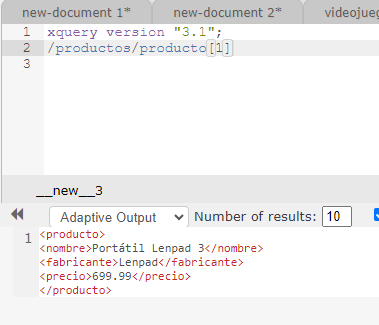 new-document 1*
new-document 2*
videojueg
1 xquery version "3.1";
2 /productos/producto[1]
3
__new__3
Adaptive Output
Number of results: 10
1 <producto>
<nombre>Portátil Lenpad 3</nombre>
<fabricante>Lenpad</fabricante>
<precio>699.99</precio>
</producto>